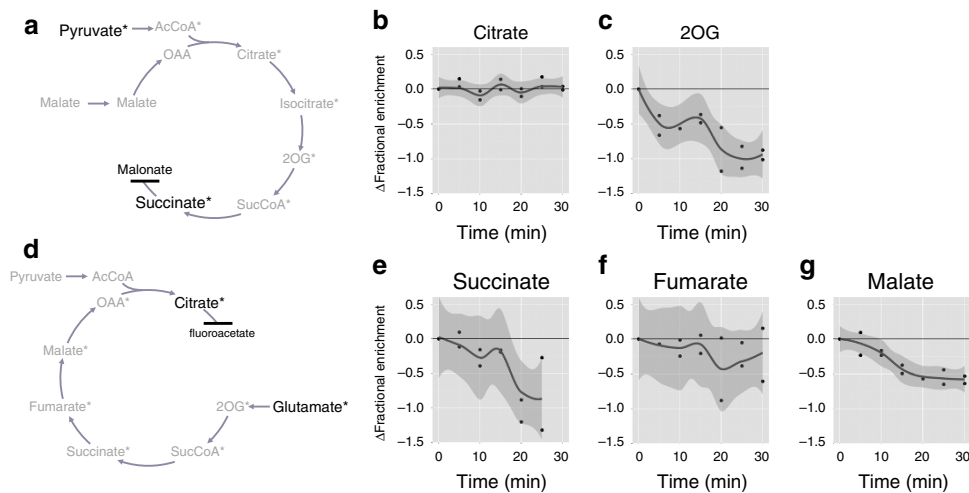 a
Pyruvate* AcCoA*
OAA Citrate*
Malate Malate Isocitrate*
2OG*
Malonate
Succinate* SucCoA*
b
Citrate
ΔFractional enrichment
0.5
0.0
−0.5
−1.0
−1.5
0 10 20 30
Time (min)
c
2OG
0.5
0.0
−0.5
−1.0
−1.5
0 10 20 30
Time (min)
d
Pyruvate AcCoA
OAA* Citrate*
fluoroacetate
Malate*
Fumarate* 2OG* Glutamate*
Succinate* SucCoA*
e
Succinate
ΔFractional enrichment
0.5
0.0
−0.5
−1.0
−1.5
0 10 20 30
Time (min)
f
Fumarate
0.5
0.0
−0.5
−1.0
−1.5
0 10 20 30
Time (min)
g
Malate
0.5
0.0
−0.5
−1.0
−1.5
0 10 20 30
Time (min)